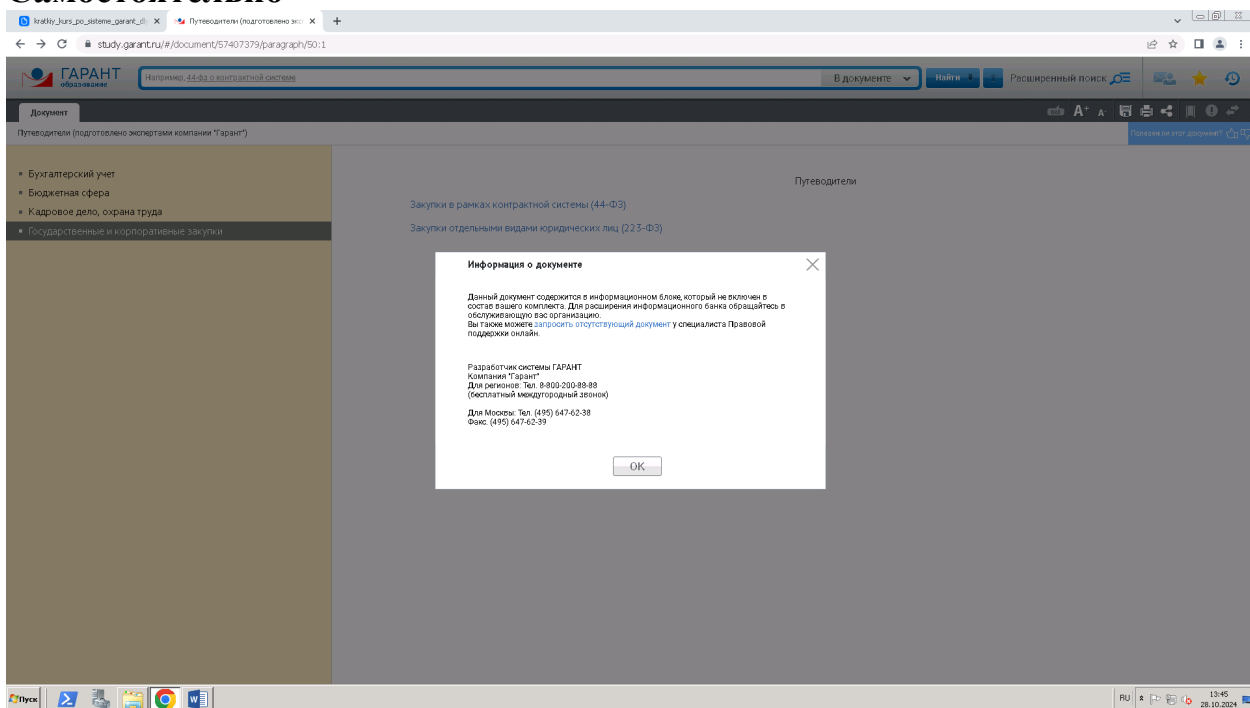 Самостоятельно
kratkiy_kurs_po_sisteme_garant_dl
Путеводители (подготовлено экс
study.garant.ru/#/document/57407379/paragraph/50:1
ГАРАНТ
образование
Например, 44-фз о контрактной системе
В документе
Найти
Расширенный поиск
Документ
A+ A-
Путеводители (подготовлено экспертами компании "Гарант")
Полезен ли этот документ?
Бухгалтерский учет
Бюджетная сфера
Кадровое дело, охрана труда
Государственные и корпоративные закупки
Путеводители
Закупки в рамках контрактной системы (44-ФЗ)
Закупки отдельными видами юридических лиц (223-ФЗ)
Информация о документе
Данный документ содержится в информационном блоке, который не включен в
состав вашего комплекта. Для расширения информационного банка обращайтесь в
обслуживающую вас организацию.
Вы также можете запросить отсутствующий документ у специалиста Правовой
поддержки онлайн.
Разработчик системы ГАРАНТ
Компания "Гарант"
Для регионов: Тел. 8-800-200-88-88
(бесплатный междугородный звонок)
Для Москвы: Тел. (495) 647-62-38
Факс. (495) 647-62-39
OK
Пуск
RU
13:45
28.10.2024